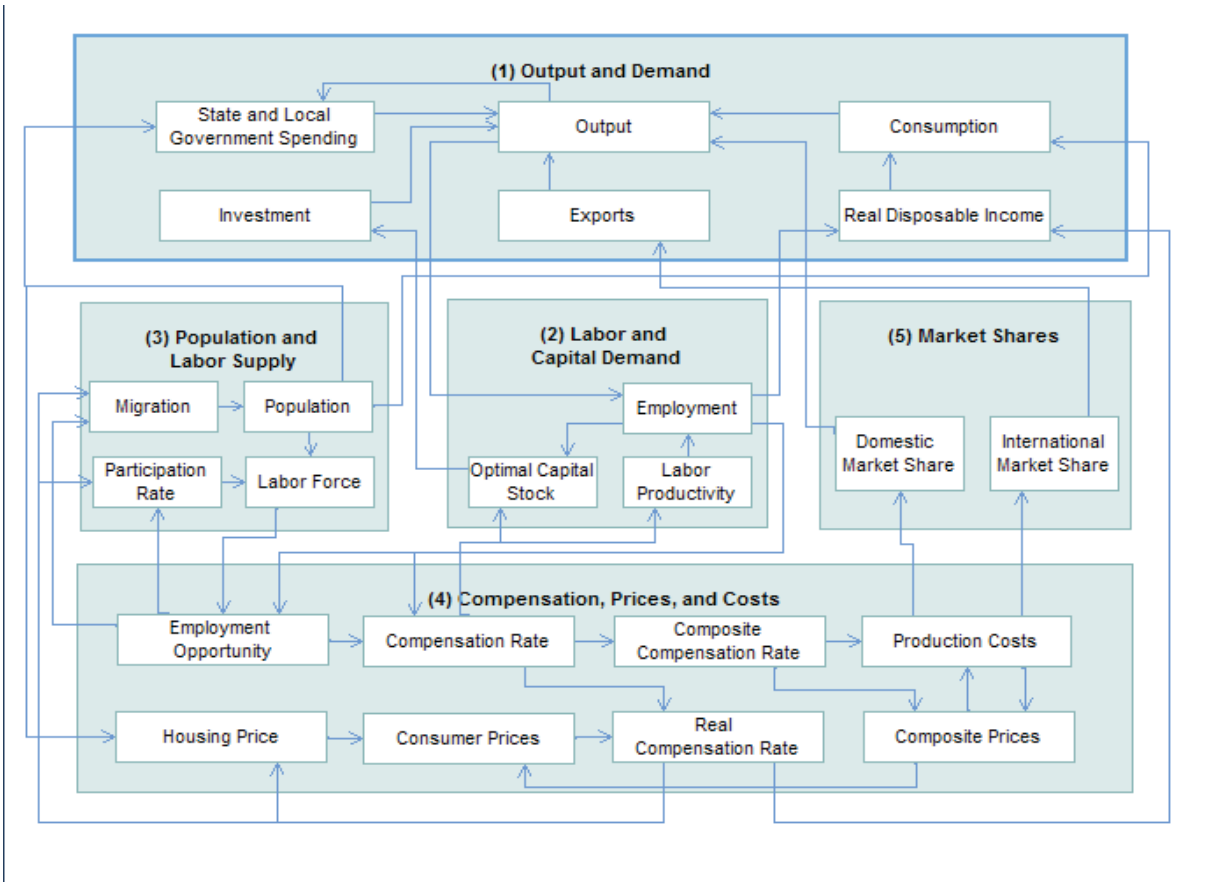 (1) Output and Demand
State and Local
Government Spending
Output
Consumption
Investment
Exports
Real Disposable Income
(3) Population and
Labor Supply
Migration
Population
Participation
Rate
Labor Force
(2) Labor and
Capital Demand
Employment
Optimal Capital
Stock
Labor
Productivity
(5) Market Shares
Domestic
Market Share
International
Market Share
(4) Compensation, Prices, and Costs
Employment
Opportunity
Compensation Rate
Composite
Compensation Rate
Production Costs
Housing Price
Consumer Prices
Real
Compensation Rate
Composite Prices